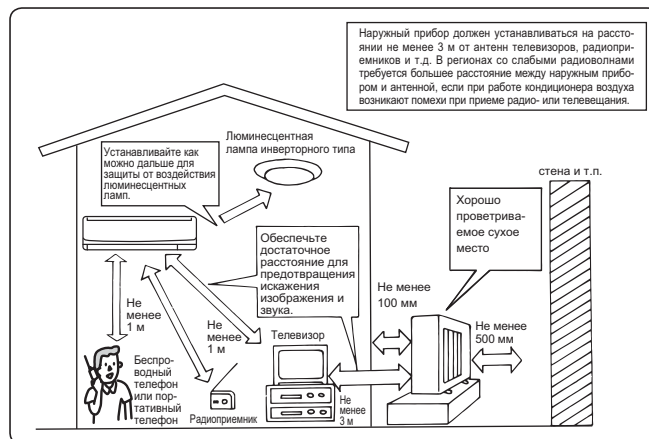 Наружный прибор должен устанавливаться на рассто-
янии не менее 3 м от антенн телевизоров, радиопри-
емников и т.д. В регионах со слабыми радиоволнами
требуется большее расстояние между наружным прибо-
ром и антенной, если при работе кондиционера воздуха
возникают помехи при приеме радио- или телевещания.
Люминесцентная
лампа инверторного типа
Устанавливайте как
можно дальше для
защиты от воздействия
люминесцентных
ламп.
стена и т.п.
Хорошо
проветрива-
емое сухое
место
Обеспечьте
достаточное
расстояние для
предотвращения
искажения
изображения и
звука.
Не менее
100 мм
Не
менее
1 м
Не
менее
1 м
Телевизор
Не менее
500 мм
Беспро-
водный
телефон
или пор-
тативный
телефон
Радиоприемник
Не
менее
3 м